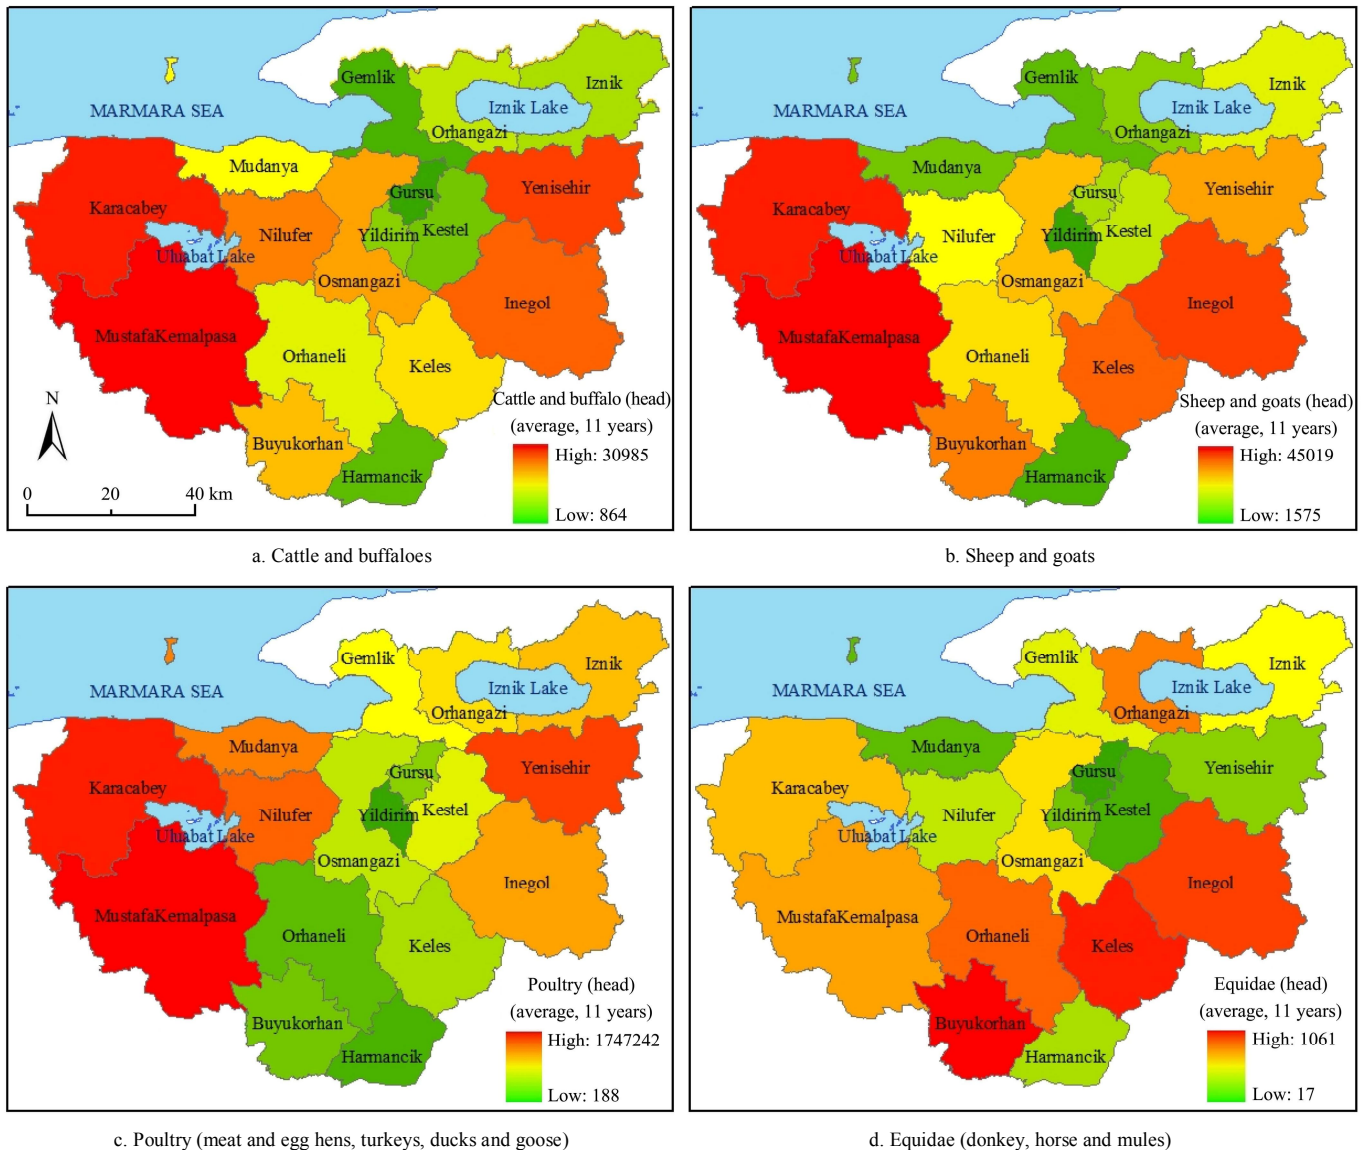 Gemlik
Iznik
Iznik Lake
MARMARA SEA
Orhangazi
Mudanya
Gursu
Yenisehir
Karacabey
Nilufer
Yildirim
Kestel
Uluabat Lake
Osmangazi
Inegol
MustafaKemalpasa
Orhaneli
Keles
N
Cattle and buffalo (head)
(average, 11 years)
Buyukorhan
High: 30985
Harmancik
0 20 40 km
Low: 864
a. Cattle and buffaloes
Gemlik
Iznik
Iznik Lake
MARMARA SEA
Orhangazi
Mudanya
Gursu
Yenisehir
Karacabey
Nilufer
Yildirim
Kestel
Uluabat Lake
Osmangazi
Inegol
MustafaKemalpasa
Orhaneli
Keles
Sheep and goats (head)
(average, 11 years)
Buyukorhan
High: 45019
Harmancik
Low: 1575
b. Sheep and goats
Gemlik
Iznik
Iznik Lake
MARMARA SEA
Orhangazi
Mudanya
Gursu
Yenisehir
Karacabey
Nilufer
Yildirim
Kestel
Uluabat Lake
Osmangazi
Inegol
MustafaKemalpasa
Orhaneli
Keles
Poultry (head)
(average, 11 years)
Buyukorhan
High: 1747242
Harmancik
Low: 188
c. Poultry (meat and egg hens, turkeys, ducks and goose)
Gemlik
Iznik
Iznik Lake
MARMARA SEA
Orhangazi
Mudanya
Gursu
Yenisehir
Karacabey
Nilufer
Yildirim
Kestel
Uluabat Lake
Osmangazi
Inegol
MustafaKemalpasa
Orhaneli
Keles
Equidae (head)
(average, 11 years)
Buyukorhan
High: 1061
Harmancik
Low: 17
d. Equidae (donkey, horse and mules)